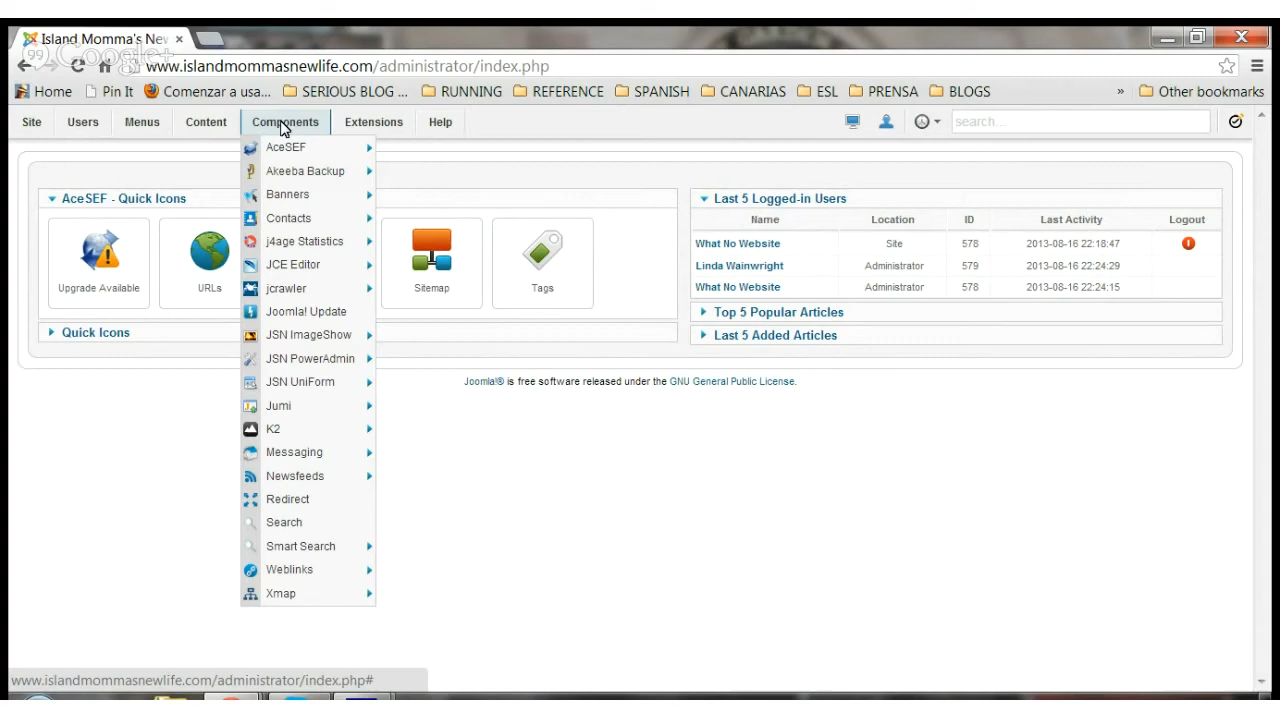 Island Momma's Nev
99 Google+
www.islandmommasnewlife.com/administrator/index.php
Home Pin It Comenzar a usa... SERIOUS BLOG ... RUNNING REFERENCE SPANISH CANARIAS ESL PRENSA BLOGS » Other bookmarks
Site Users Menus Content Components Extensions Help search...
AceSEF
Akeeba Backup
Banners
Contacts
j4age Statistics
JCE Editor
jcrawler
Joomla! Update
JSN ImageShow
JSN PowerAdmin
JSN UniForm
Jumi
K2
Messaging
Newsfeeds
Redirect
Search
Smart Search
Weblinks
Xmap
AceSEF - Quick Icons
Upgrade Available URLs Sitemap Tags
Quick Icons
Last 5 Logged-in Users
Name Location ID Last Activity Logout
What No Website Site 578 2013-08-16 22:18:47
Linda Wainwright Administrator 579 2013-08-16 22:24:29
What No Website Administrator 578 2013-08-16 22:24:15
Top 5 Popular Articles
Last 5 Added Articles
Joomla!® is free software released under the GNU General Public License.
www.islandmommasnewlife.com/administrator/index.php#